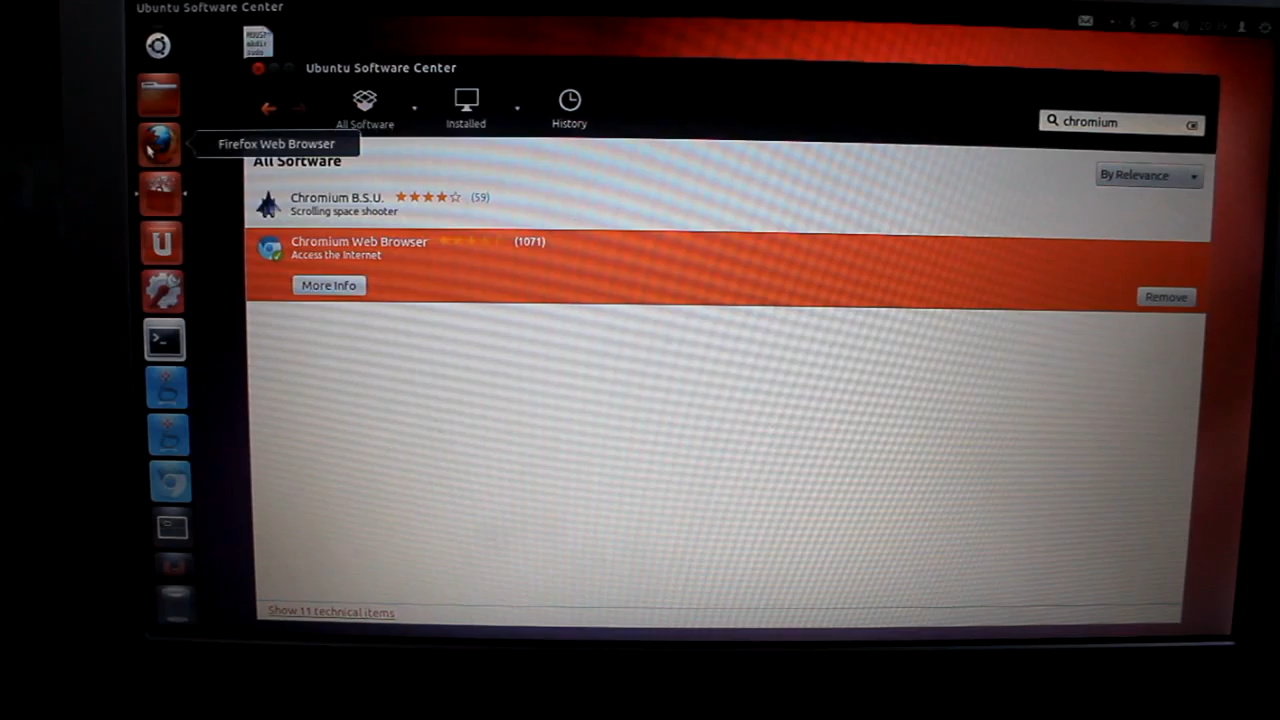 Ubuntu Software Center
Ubuntu Software Center
All Software
Installed
History
chromium
Firefox Web Browser
All Software
By Relevance
Chromium B.S.U.
(59)
Scrolling space shooter
Chromium Web Browser
(1071)
Access the Internet
More Info
Remove
U
>_
Show 11 technical items